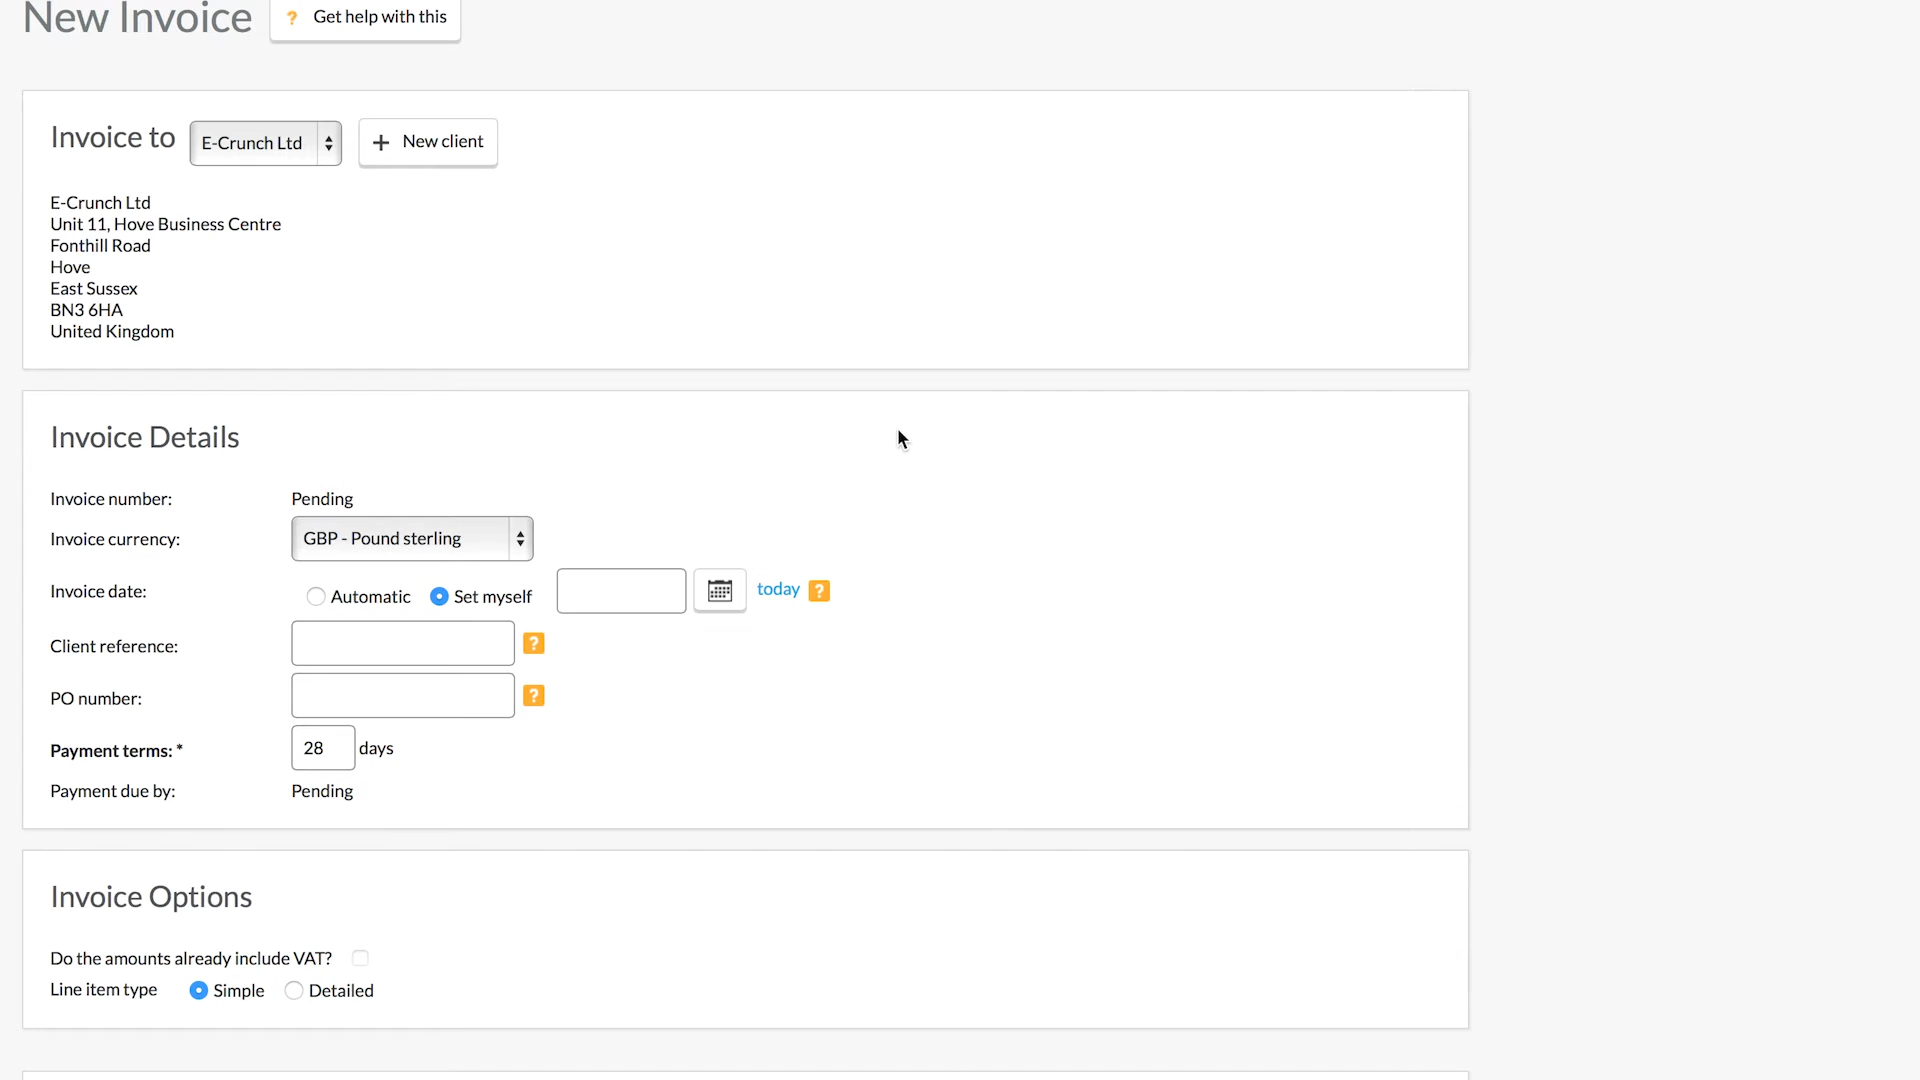 New Invoice
? Get help with this
Invoice to E-Crunch Ltd + New client
E-Crunch Ltd
Unit 11, Hove Business Centre
Fonthill Road
Hove
East Sussex
BN3 6HA
United Kingdom
Invoice Details
Invoice number: Pending
Invoice currency: GBP - Pound sterling
Invoice date: Automatic Set myself today ?
Client reference: ?
PO number: ?
Payment terms: * 28 days
Payment due by: Pending
Invoice Options
Do the amounts already include VAT?
Line item type Simple Detailed